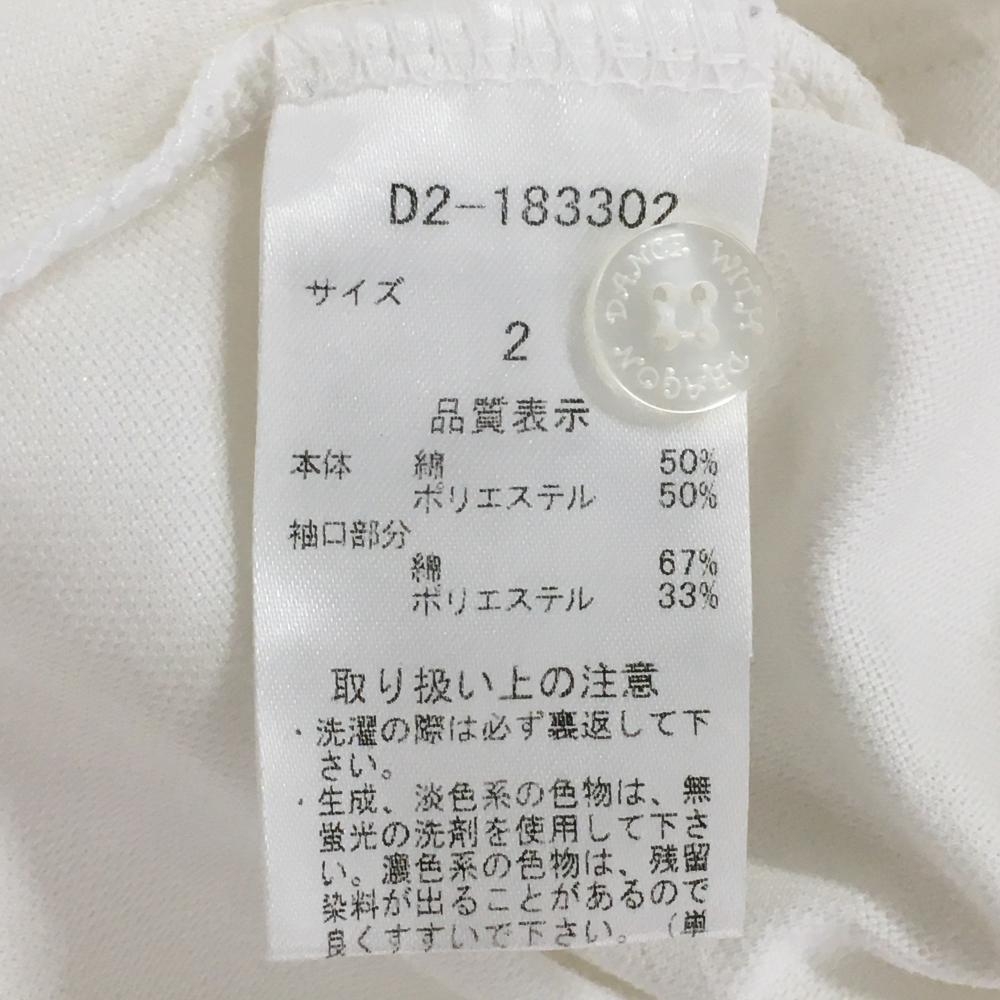 D2-183302
サイズ
2
DANCE WITH DRAGON
品質表示
本体 綿 50%
ポリエステル 50%
袖口部分
綿 67%
ポリエステル 33%
取り扱い上の注意
・洗濯の際は必ず裏返して下
さい。
・生成、淡色系の色物は、無
蛍光の洗剤を使用して下さ
い。濃色系の色物は、残留
染料が出ることがあるので
良くすすいで下さい。（単